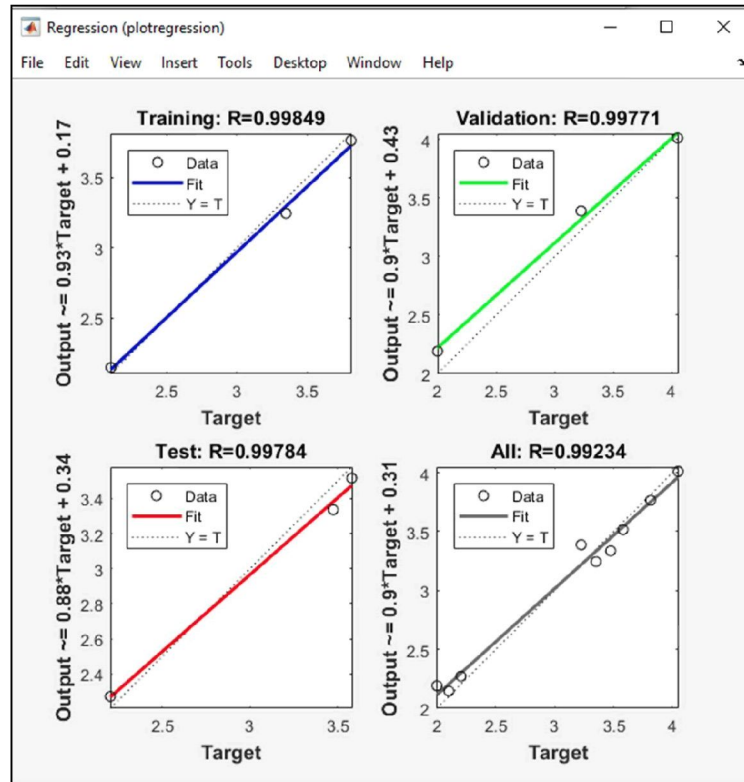 Regression (plotregression)
File Edit View Insert Tools Desktop Window Help
Training: R=0.99849
Output ~= 0.93*Target + 0.17
Data
Fit
Y = T
3.5
3
2.5
2.5 3 3.5
Target
Validation: R=0.99771
Output ~= 0.9*Target + 0.43
Data
Fit
Y = T
4
3.5
3
2.5
2
2 2.5 3 3.5 4
Target
Test: R=0.99784
Output ~= 0.88*Target + 0.34
Data
Fit
Y = T
3.4
3.2
3
2.8
2.6
2.4
2.5 3 3.5
Target
All: R=0.99234
Output ~= 0.9*Target + 0.31
Data
Fit
Y = T
4
3.5
3
2.5
2
2 2.5 3 3.5 4
Target